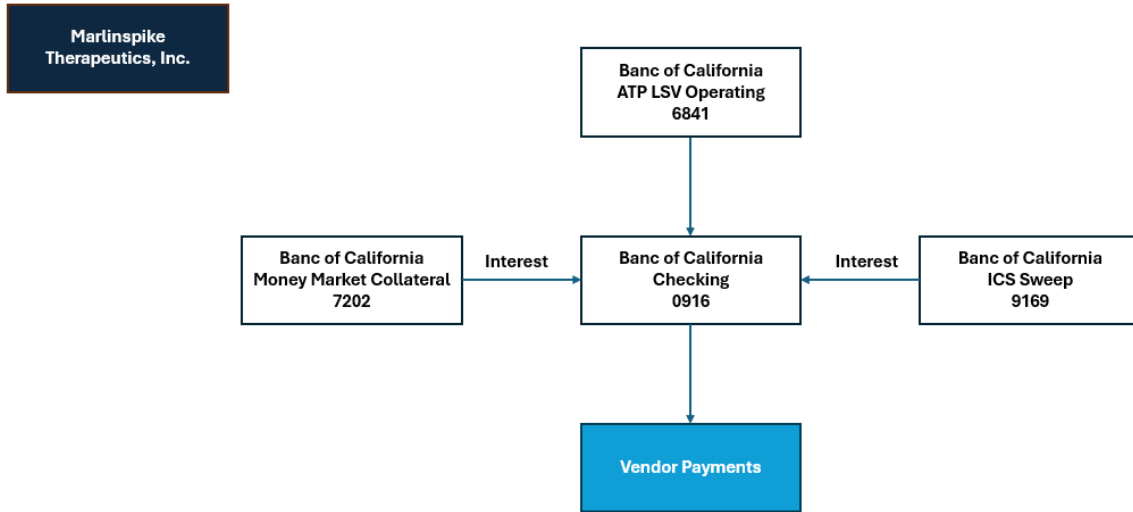 Marlinspike
Therapeutics, Inc.
Banc of California
ATP LSV Operating
6841
Banc of California
Money Market Collateral
7202
Interest
Banc of California
Checking
0916
Interest
Banc of California
ICS Sweep
9169
Vendor Payments